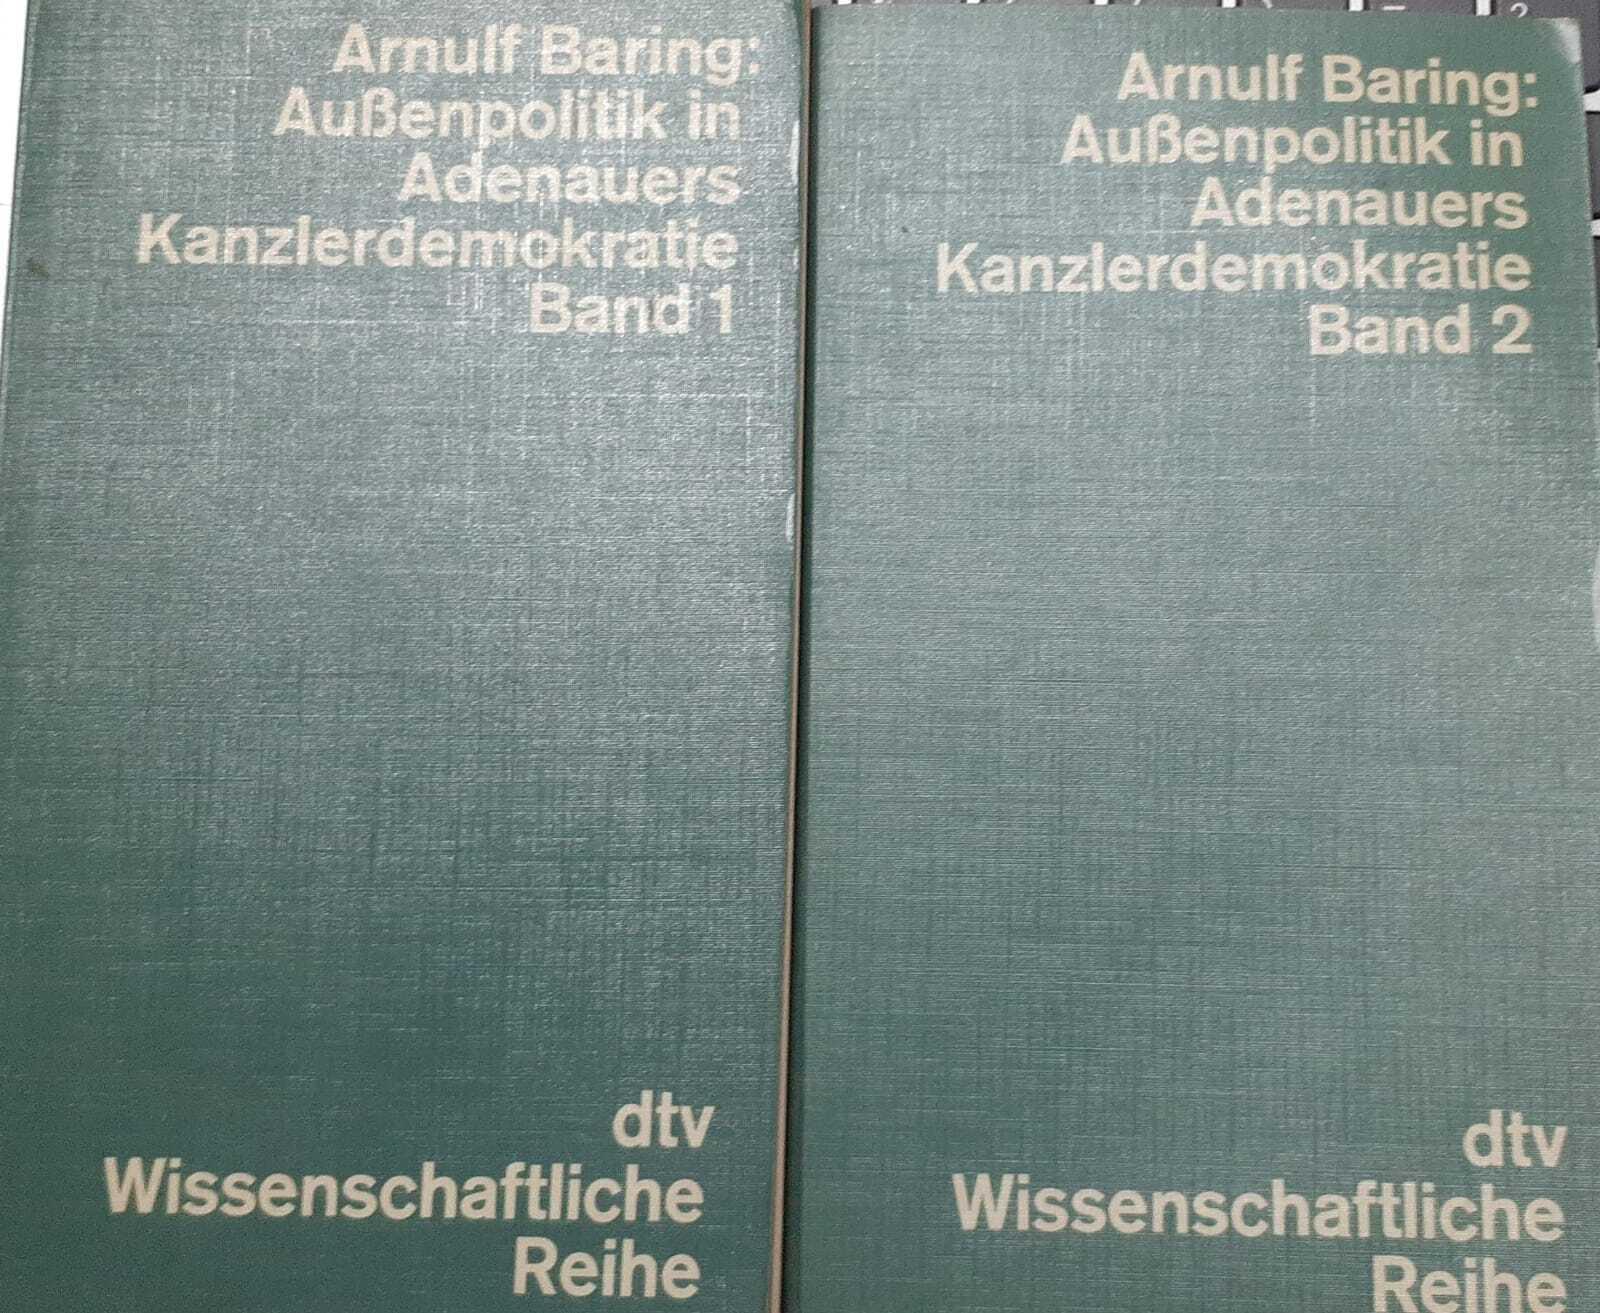 Arnulf Baring:
Außenpolitik in
Adenauers
Kanzlerdemokratie
Band 1
dtv
Wissenschaftliche
Reihe
Arnulf Baring:
Außenpolitik in
Adenauers
Kanzlerdemokratie
Band 2
dtv
Wissenschaftliche
Reihe